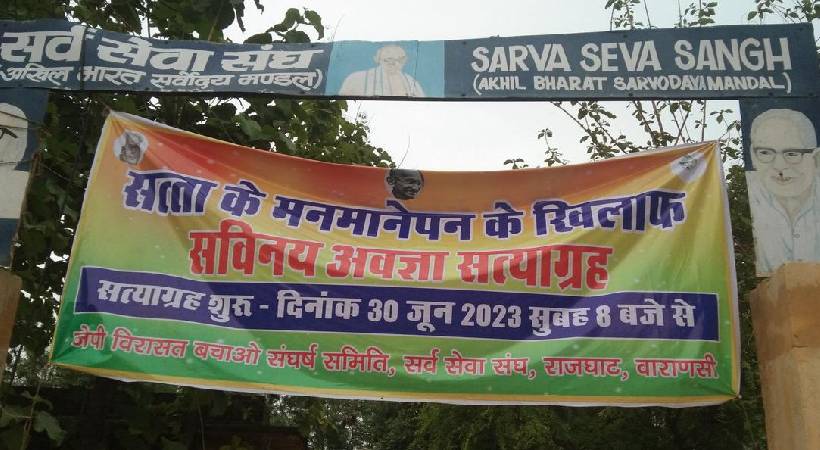 सर्व सेवा संघ
(अखिल भारत सर्वोदय मण्डल)
SARVA SEVA SANGH
(AKHIL BHARAT SARVODAYA MANDAL)
सत्ता के मनमानेपन के खिलाफ
सविनय अवज्ञा सत्याग्रह
सत्याग्रह शुरू - दिनांक 30 जून 2023 सुबह 8 बजे से
जेपी विरासत बचाओ संघर्ष समिति, सर्व सेवा संघ, राजघाट, वाराणसी